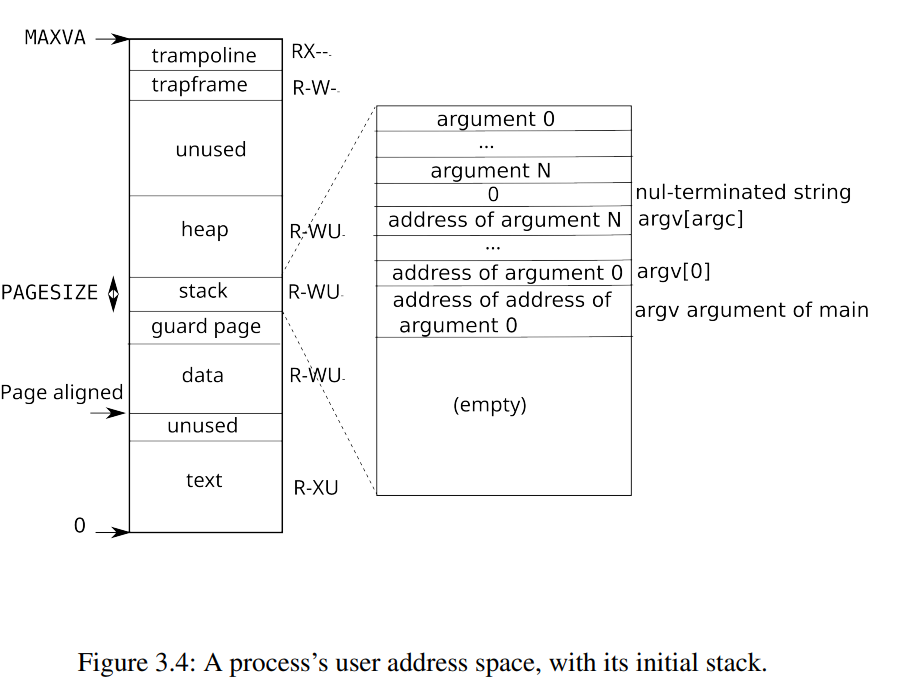 MAXVA
trampoline
RX--
trapframe
R-W-
unused
heap
R-WU
PAGESIZE
stack
R-WU
guard page
data
R-WU
Page aligned
unused
text
R-XU
0
argument 0
...
argument N
0
nul-terminated string
address of argument N
argv[argc]
...
address of argument 0
argv[0]
address of address of
argument 0
argv argument of main
(empty)
Figure 3.4: A process’s user address space, with its initial stack.